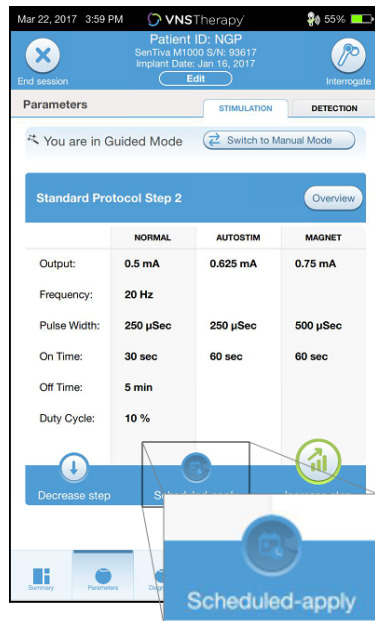 Mar 22, 2017 3:59 PM VNSTherapy 55%
Patient ID: NGP
SenTiva M1000 S/N: 93617
Implant Date: Jan 16, 2017
End session Edit Interrogate
Parameters STIMULATION DETECTION
You are in Guided Mode Switch to Manual Mode
Standard Protocol Step 2 Overview
NORMAL AUTOSTIM MAGNET
Output: 0.5 mA 0.625 mA 0.75 mA
Frequency: 20 Hz
Pulse Width: 250 µSec 250 µSec 500 µSec
On Time: 30 sec 60 sec 60 sec
Off Time: 5 min
Duty Cycle: 10 %
Decrease step
Scheduled-apply
Summary Parameters